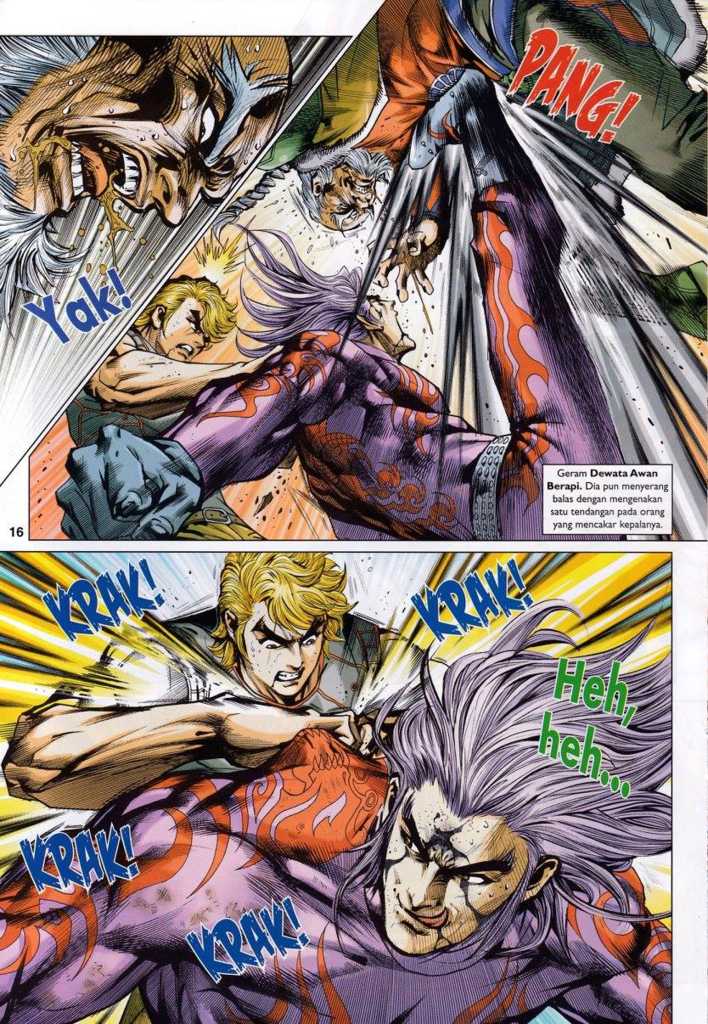 PANG!
Yak!
Geram Dewata Awan
Berapi. Dia pun menyerang
balas dengan mengenakan
satu tendangan pada orang
yang mencakar kepalanya.
16
KRAK!
KRAK!
Heh,
heh...
KRAK!
KRAK!